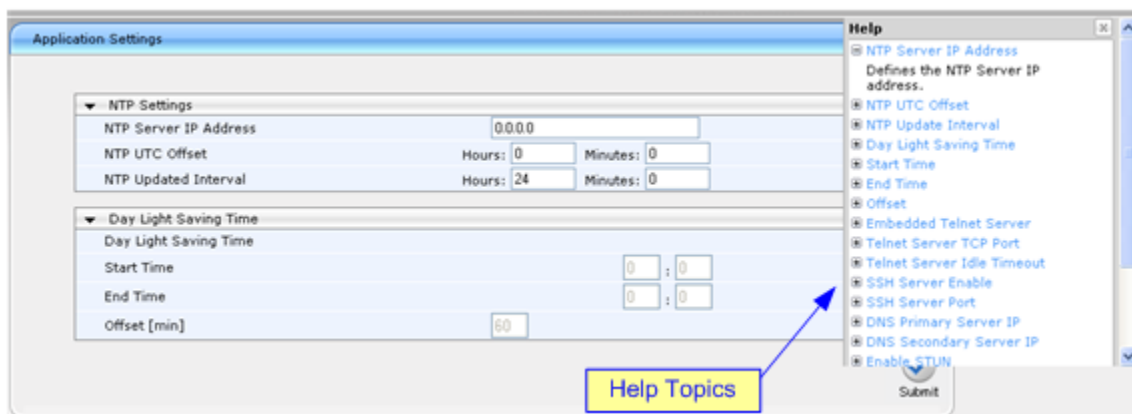 Application Settings
NTP Settings
NTP Server IP Address 0.0.0.0
NTP UTC Offset Hours: 0 Minutes: 0
NTP Updated Interval Hours: 24 Minutes: 0
Day Light Saving Time
Day Light Saving Time
Start Time 0 : 0
End Time 0 : 0
Offset [min] 60
Submit
Help
NTP Server IP Address
Defines the NTP Server IP
address.
NTP UTC Offset
NTP Update Interval
Day Light Saving Time
Start Time
End Time
Offset
Embedded Telnet Server
Telnet Server TCP Port
Telnet Server Idle Timeout
SSH Server Enable
SSH Server Port
DNS Primary Server IP
DNS Secondary Server IP
Enable STUN
Help Topics